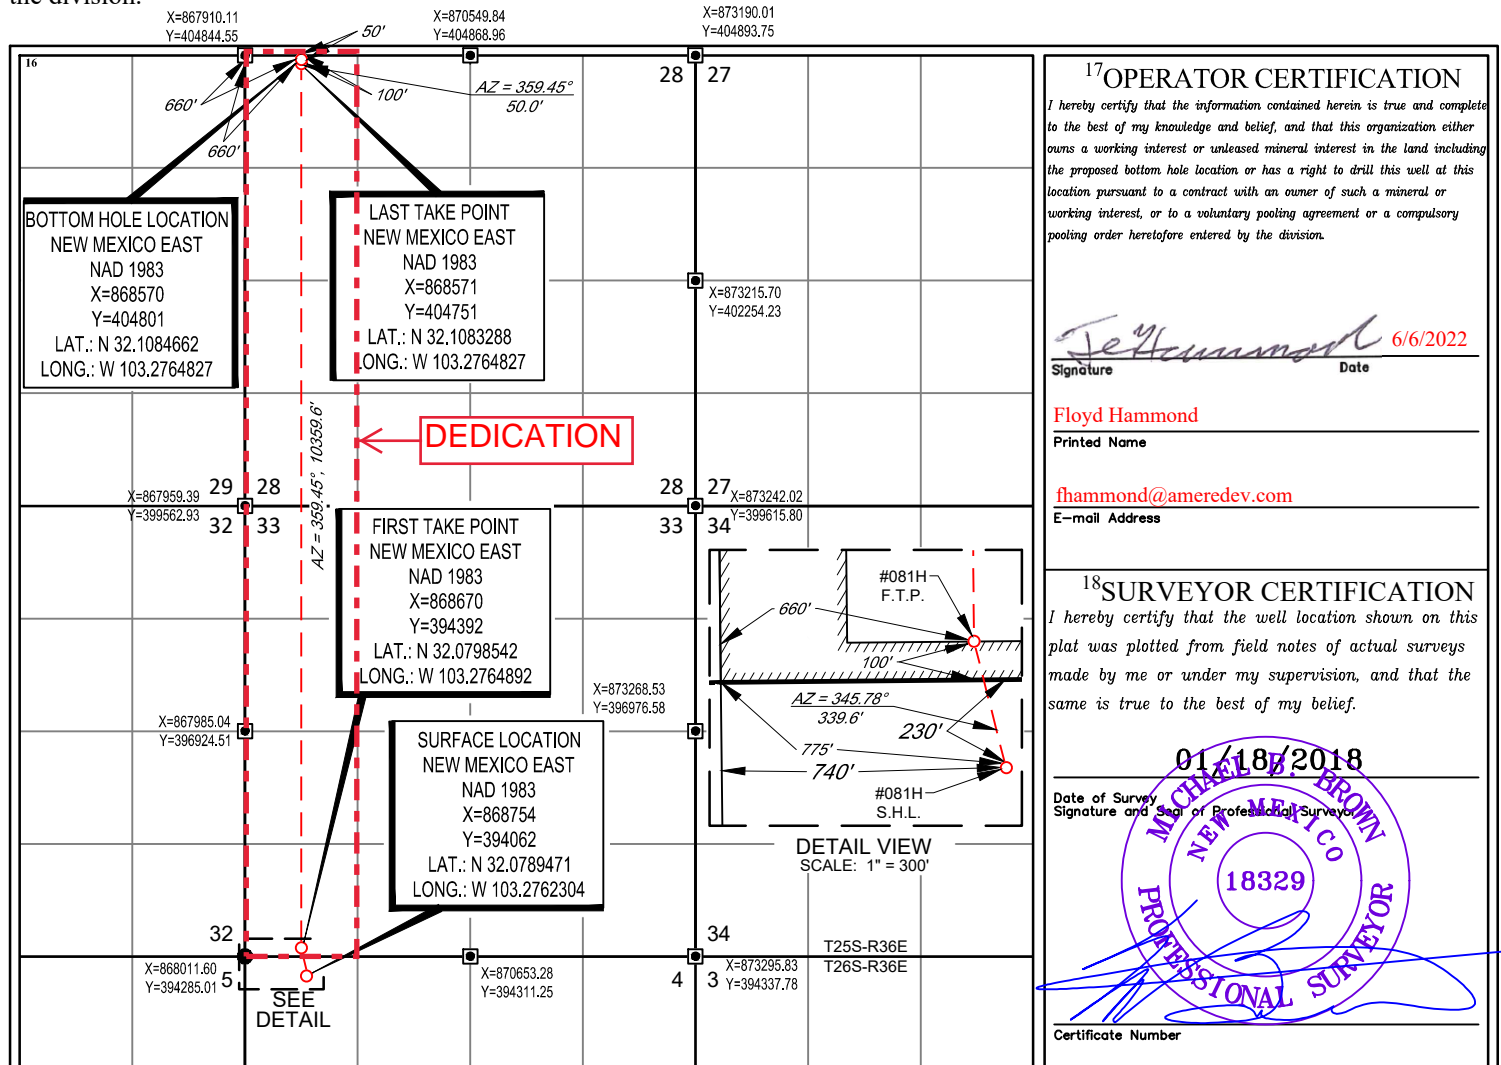 the division.
X=867910.11
Y=404844.55
X=870549.84
Y=404868.96
X=873190.01
Y=404893.75
16
50'
660'
100'
AZ = 359.45°
50.0'
660'
28 27
BOTTOM HOLE LOCATION
NEW MEXICO EAST
NAD 1983
X=868570
Y=404801
LAT.: N 32.1084662
LONG.: W 103.2764827
LAST TAKE POINT
NEW MEXICO EAST
NAD 1983
X=868571
Y=404751
LAT.: N 32.1083288
LONG.: W 103.2764827
X=873215.70
Y=402254.23
AZ = 359.45°, 10359.6'
DEDICATION
X=867959.39
Y=399562.93
29 28
32 33
28 27
33 34
X=873242.02
Y=399615.80
FIRST TAKE POINT
NEW MEXICO EAST
NAD 1983
X=868670
Y=394392
LAT.: N 32.0798542
LONG.: W 103.2764892
X=867985.04
Y=396924.51
X=873268.53
Y=396976.58
SURFACE LOCATION
NEW MEXICO EAST
NAD 1983
X=868754
Y=394062
LAT.: N 32.0789471
LONG.: W 103.2762304
#081H
F.T.P.
660'
100'
AZ = 345.78°
339.6'
230'
775'
740'
#081H
S.H.L.
DETAIL VIEW
SCALE: 1" = 300'
32
5
X=868011.60
Y=394285.01
SEE
DETAIL
X=870653.28
Y=394311.25
34
4 3
X=873295.83
Y=394337.78
T25S-R36E
T26S-R36E
17OPERATOR CERTIFICATION
I hereby certify that the information contained herein is true and complete
to the best of my knowledge and belief, and that this organization either
owns a working interest or unleased mineral interest in the land including
the proposed bottom hole location or has a right to drill this well at this
location pursuant to a contract with an owner of such a mineral or
working interest, or to a voluntary pooling agreement or a compulsory
pooling order heretofore entered by the division.
6/6/2022
Signature Date
Floyd Hammond
Printed Name
fhammond@ameredev.com
E-mail Address
18SURVEYOR CERTIFICATION
I hereby certify that the well location shown on this
plat was plotted from field notes of actual surveys
made by me or under my supervision, and that the
same is true to the best of my belief.
01/18/2018
Date of Survey
Signature and Seal of Professional Surveyor
MICHAEL B. BROWN
NEW MEXICO
18329
PROFESSIONAL SURVEYOR
Certificate Number